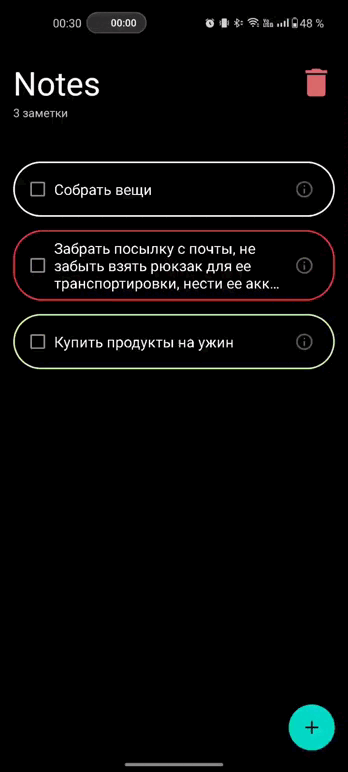 00:30 00:00 48 %
Notes
3 заметки
Собрать вещи
Забрать посылку с почты, не
забыть взять рюкзак для ее
транспортировки, нести ее акк...
Купить продукты на ужин